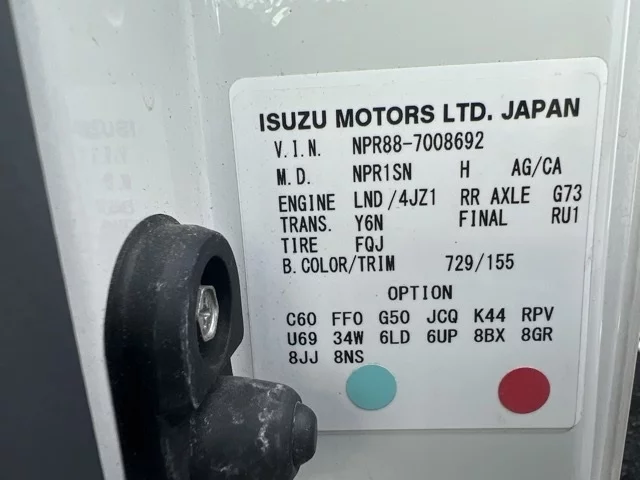 ISUZU MOTORS LTD. JAPAN
V.I.N. NPR88-7008692
M.D. NPR1SN H AG/CA
ENGINE LND/4JZ1 RR AXLE G73
TRANS. Y6N FINAL RU1
TIRE FQJ
B.COLOR/TRIM 729/155
OPTION
C60 FF0 G50 JCQ K44 RPV
U69 34W 6LD 6UP 8BX 8GR
8JJ 8NS